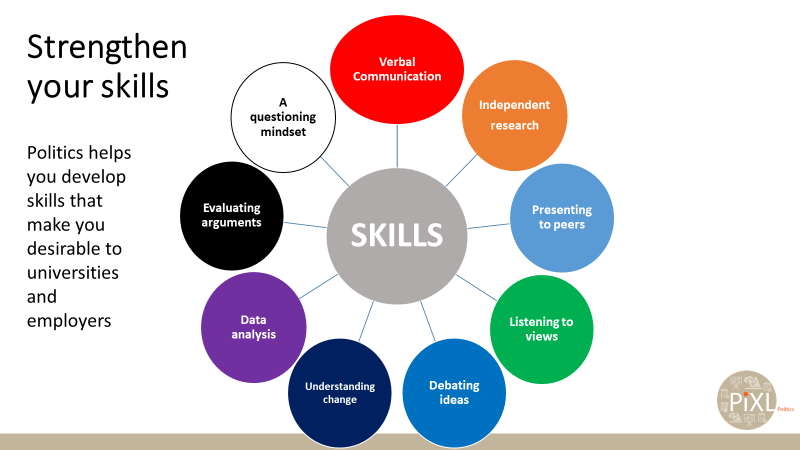 Strengthen
your skills
Politics helps
you develop
skills that
make you
desirable to
universities
and
employers
SKILLS
Verbal
Communication
Independent
research
Presenting
to peers
Listening to
views
Debating
ideas
Understanding
change
Data
analysis
Evaluating
arguments
A
questioning
mindset
PiXL
Politics